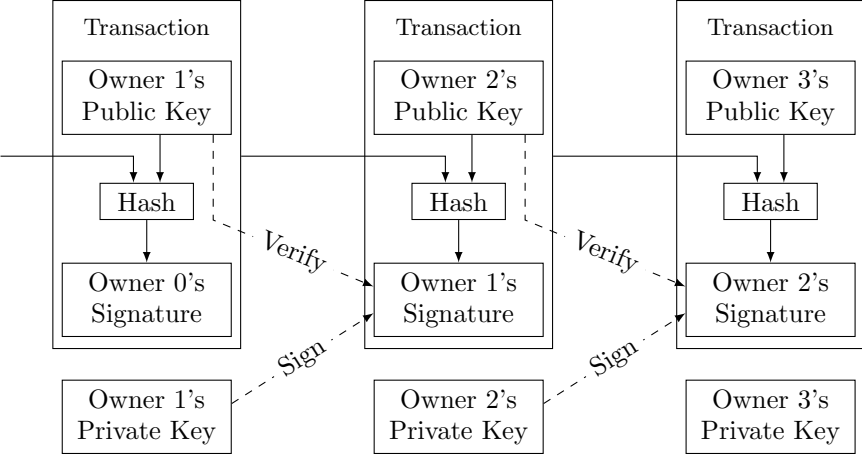 Transaction
Owner 1's
Public Key
Hash
Owner 0's
Signature
Owner 1's
Private Key
Verify
Sign
Transaction
Owner 2's
Public Key
Hash
Owner 1's
Signature
Owner 2's
Private Key
Verify
Sign
Transaction
Owner 3's
Public Key
Hash
Owner 2's
Signature
Owner 3's
Private Key